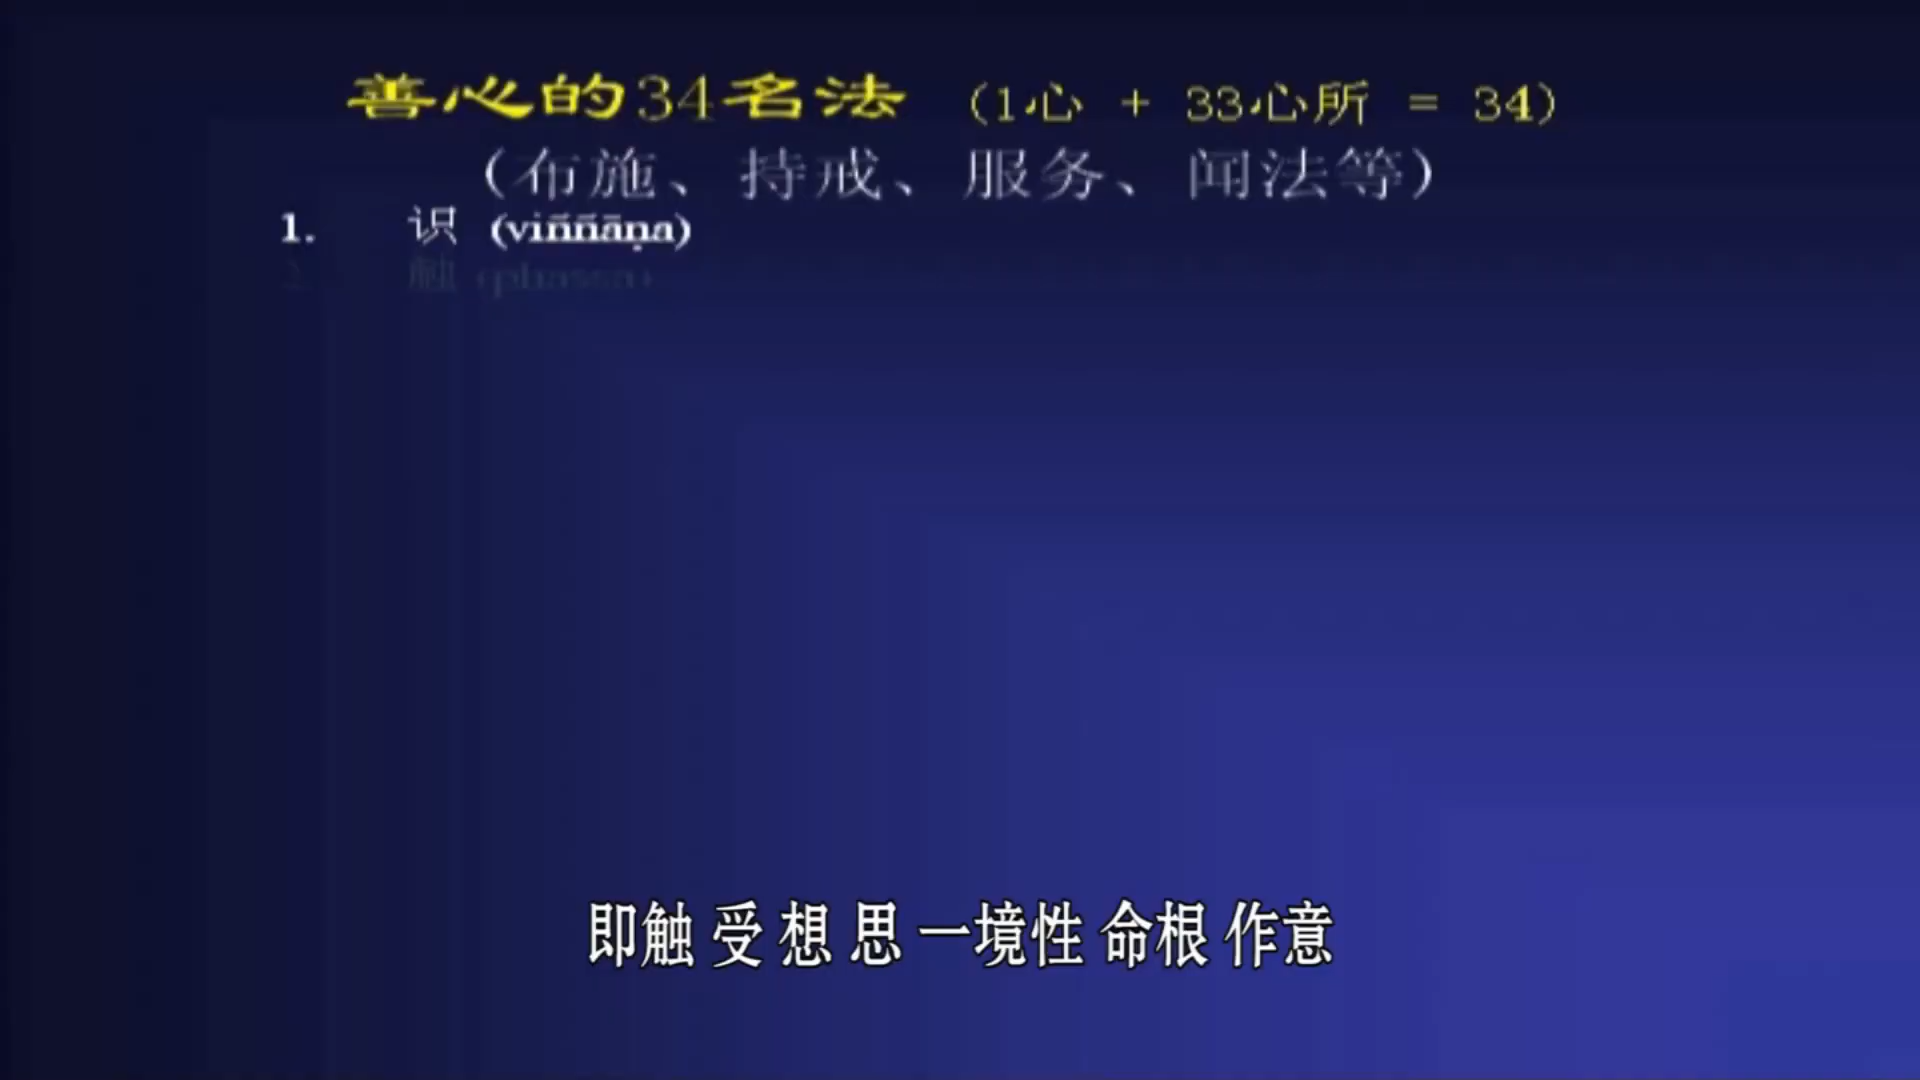 善心的34名法 (1心 + 33心所 = 34)
(布施、持戒、服务、闻法等)
1. 识 (viññāṇa)
触 (phassa)
即触 受 想 思 一境性 命根 作意